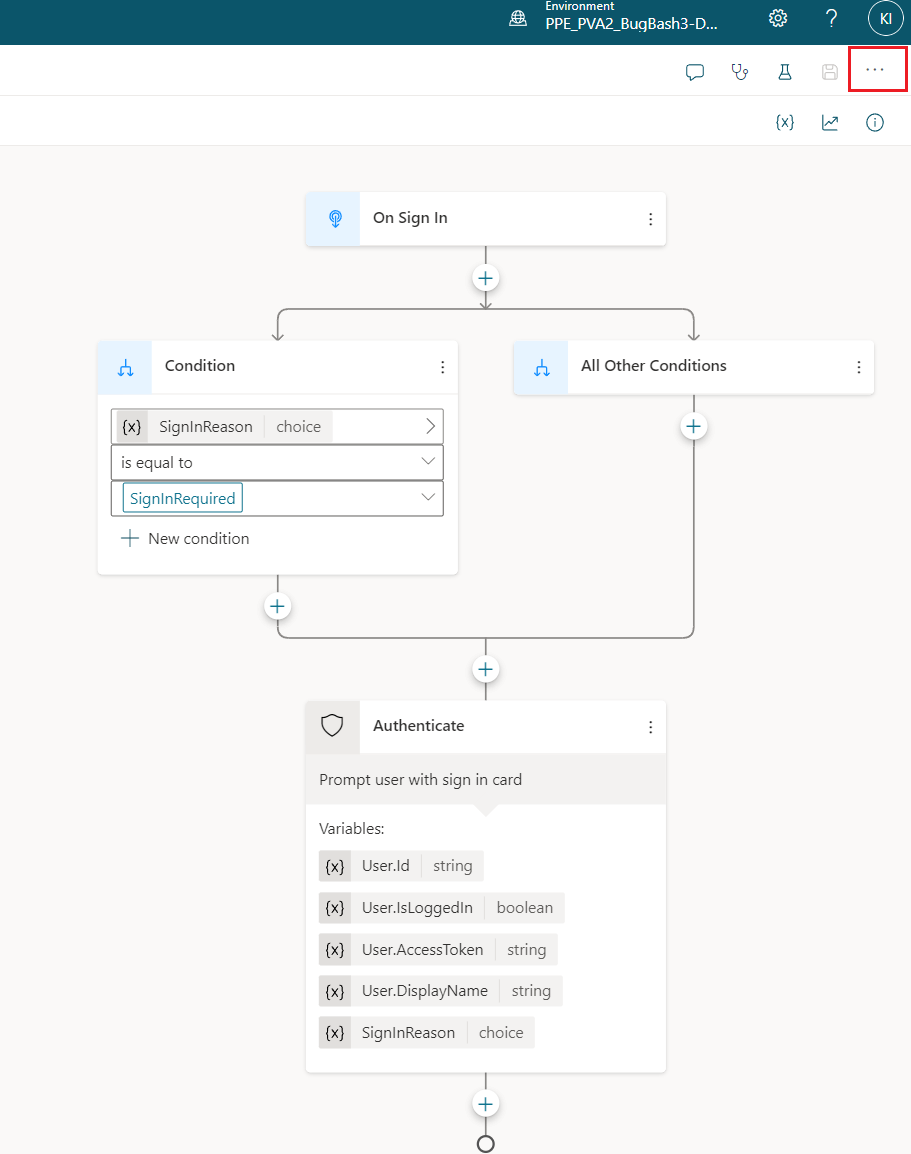 Environment
PPE_PVA2_BugBash3-D...
?
KI
...
{x}
On Sign In
Condition
All Other Conditions
{x} SignInReason choice
is equal to
SignInRequired
New condition
Authenticate
Prompt user with sign in card
Variables:
{x} User.Id string
{x} User.IsLoggedIn boolean
{x} User.AccessToken string
{x} User.DisplayName string
{x} SignInReason choice